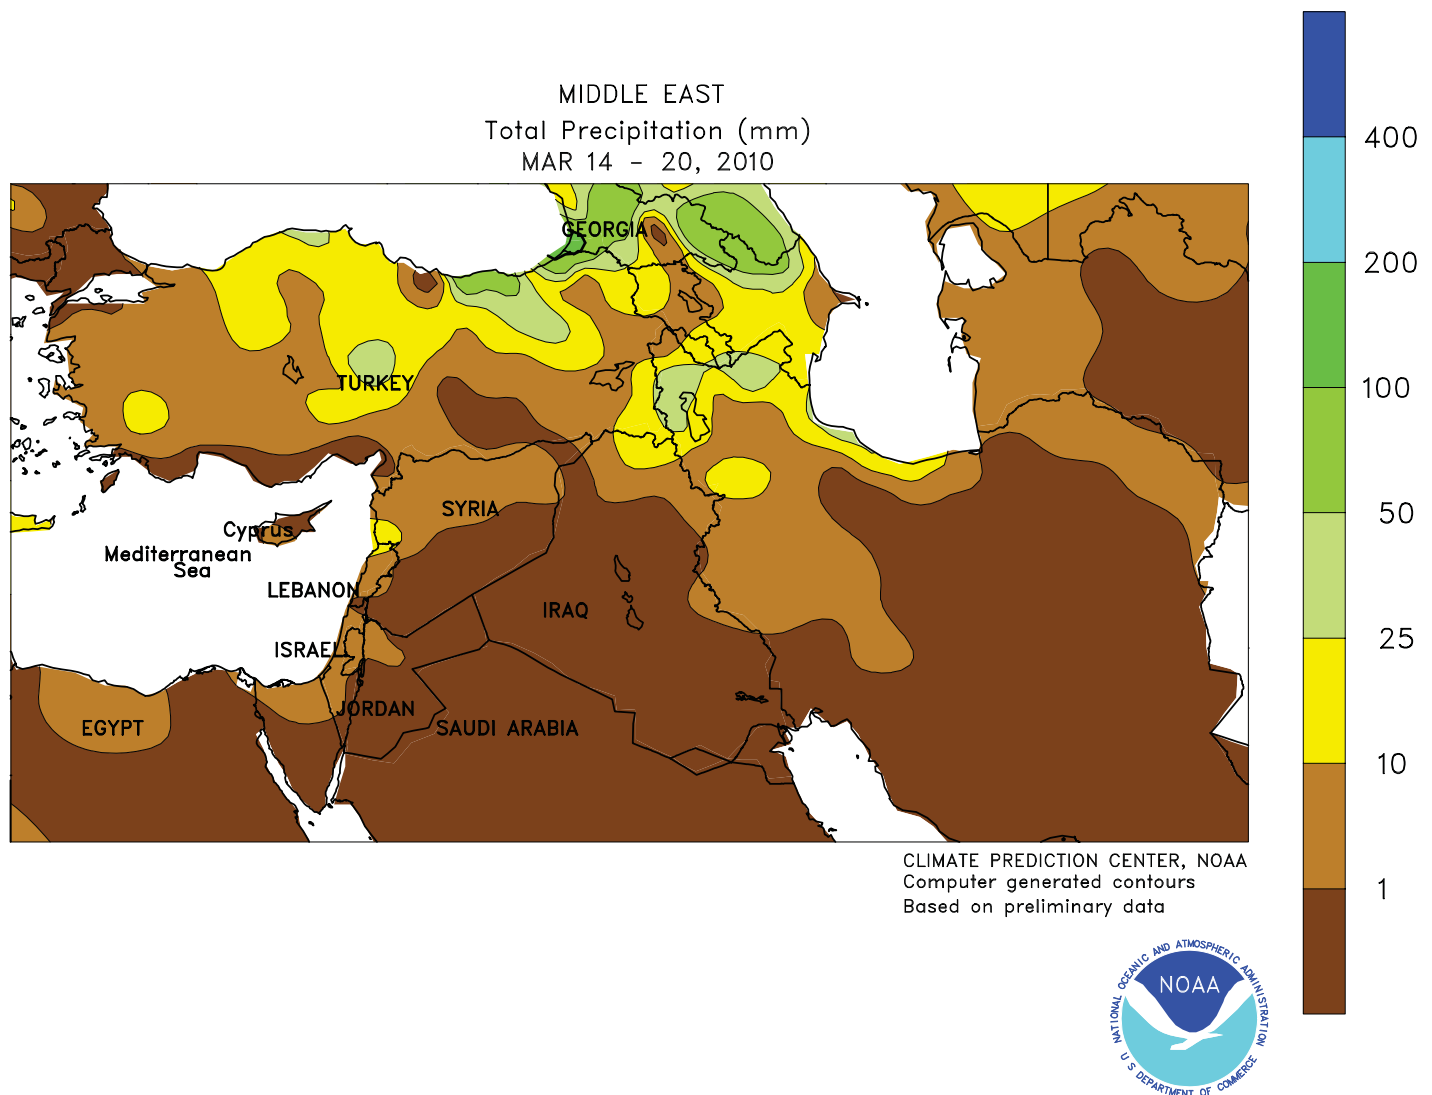 MIDDLE EAST
Total Precipitation (mm)
MAR 14 - 20, 2010
400
200
100
50
25
10
1
GEORGIA
TURKEY
SYRIA
Cyprus
Mediterranean
Sea
LEBANON
IRAQ
ISRAEL
JORDAN
EGYPT
SAUDI ARABIA
CLIMATE PREDICTION CENTER, NOAA
Computer generated contours
Based on preliminary data
NATIONAL OCEANIC AND ATMOSPHERIC ADMINISTRATION
NOAA
U S DEPARTMENT OF COMMERCE